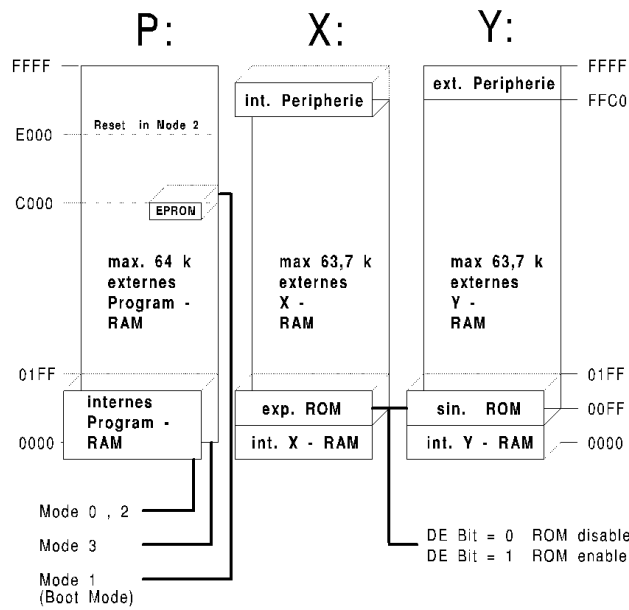 P: X: Y:
FFFF
int. Peripherie
ext. Peripherie
FFFF
FFC0
Reset in Node 2
E000
C000
EPROM
max. 64 k
externes
Program -
RAM
max 63,7 k
externes
X -
RAM
max 63,7 k
externes
Y -
RAM
01FF
01FF
internes
Program -
RAM
exp. ROM
sin. ROM
00FF
0000
int. X - RAM
int. Y - RAM
0000
Mode 0 , 2
Mode 3
Mode 1
(Boot Mode)
DE Bit = 0 ROM disable
DE Bit = 1 ROM enable